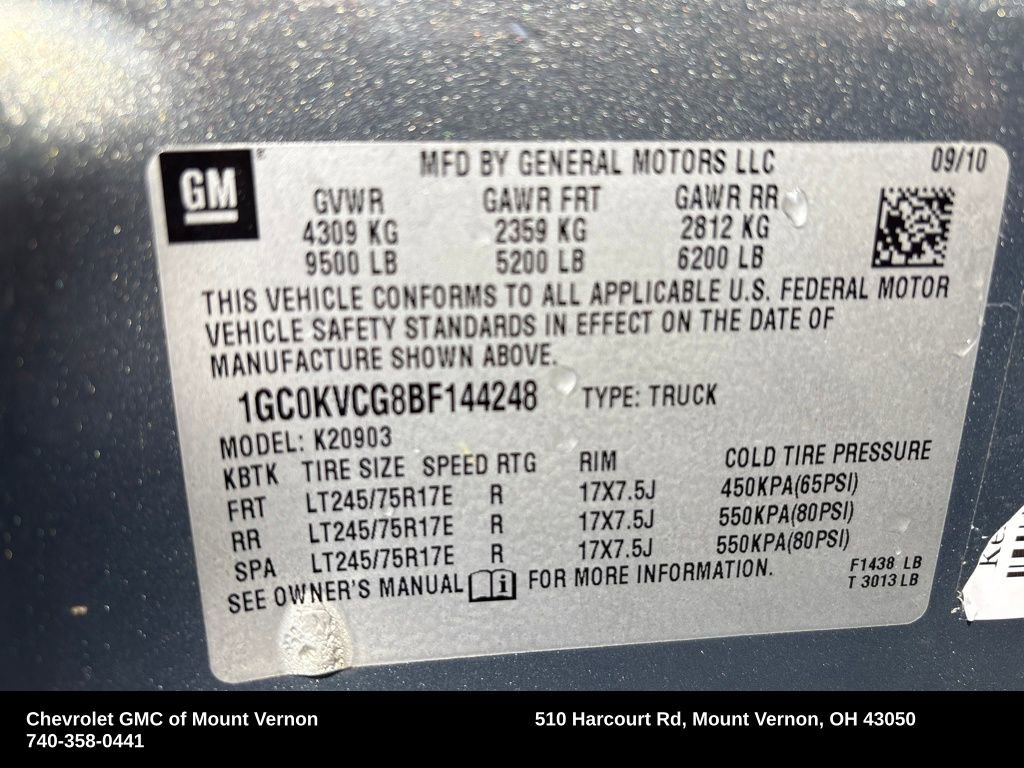 GM
MFD BY GENERAL MOTORS LLC 09/10
GVWR GAWR FRT GAWR RR
4309 KG 2359 KG 2812 KG
9500 LB 5200 LB 6200 LB
THIS VEHICLE CONFORMS TO ALL APPLICABLE U.S. FEDERAL MOTOR
VEHICLE SAFETY STANDARDS IN EFFECT ON THE DATE OF
MANUFACTURE SHOWN ABOVE.
1GC0KVCG8BF144248 TYPE: TRUCK
MODEL: K20903
KBTK TIRE SIZE SPEED RTG RIM COLD TIRE PRESSURE
FRT LT245/75R17E R 17X7.5J 450KPA(65PSI)
RR LT245/75R17E R 17X7.5J 550KPA(80PSI)
SPA LT245/75R17E R 17X7.5J 550KPA(80PSI)
SEE OWNER'S MANUAL i FOR MORE INFORMATION.
F1438 LB
T 3013 LB
Chevrolet GMC of Mount Vernon
740-358-0441
510 Harcourt Rd, Mount Vernon, OH 43050